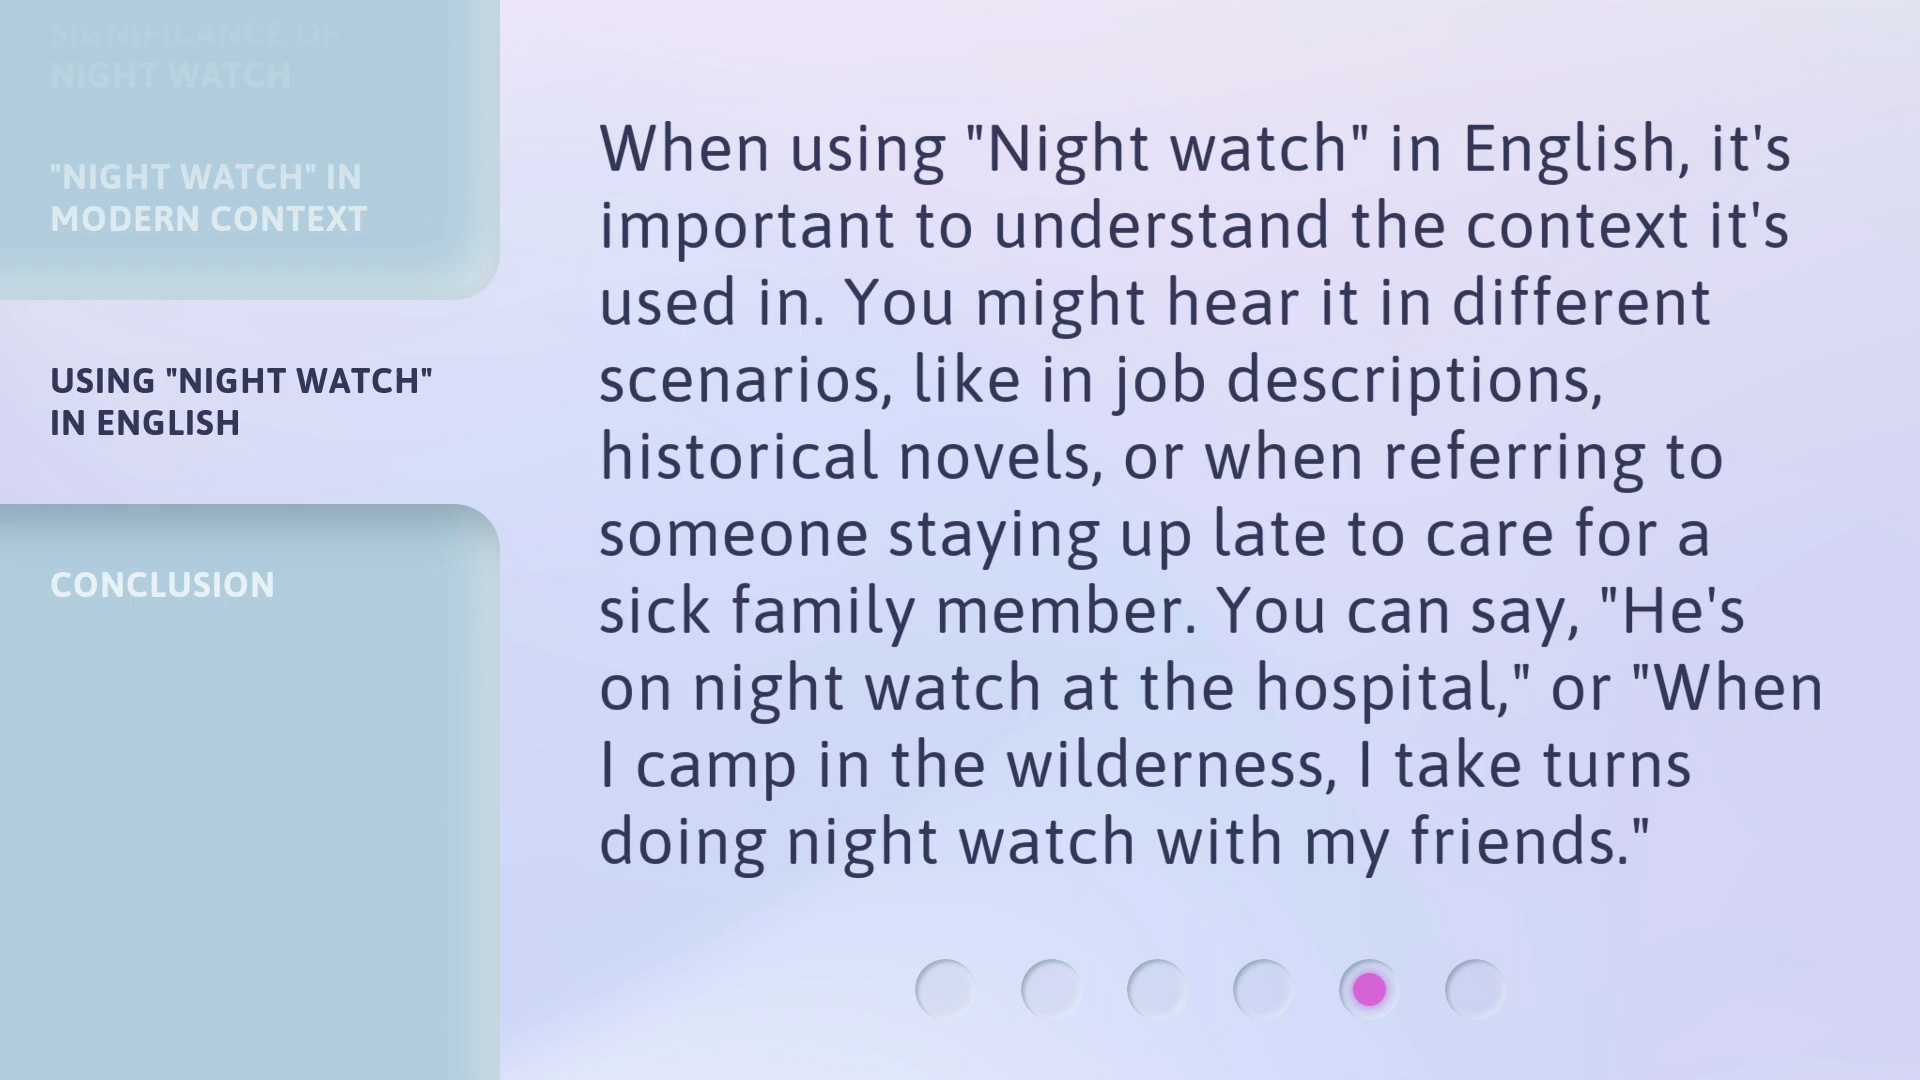 SIGNIFICANCE OF
NIGHT WATCH
"NIGHT WATCH" IN
MODERN CONTEXT
USING "NIGHT WATCH"
IN ENGLISH
CONCLUSION
When using "Night watch" in English, it's
important to understand the context it's
used in. You might hear it in different
scenarios, like in job descriptions,
historical novels, or when referring to
someone staying up late to care for a
sick family member. You can say, "He's
on night watch at the hospital," or "When
I camp in the wilderness, I take turns
doing night watch with my friends."